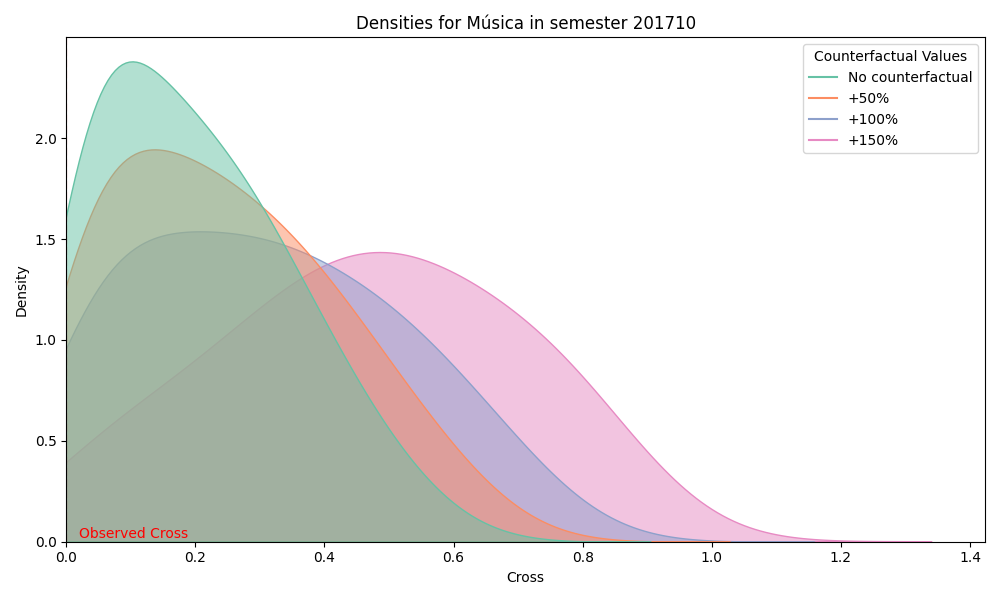 Densities for Música in semester 201710
Counterfactual Values
No counterfactual
+50%
+100%
+150%
Density
2.0
1.5
1.0
0.5
0.0
Observed Cross
0.0 0.2 0.4 0.6 0.8 1.0 1.2 1.4
Cross